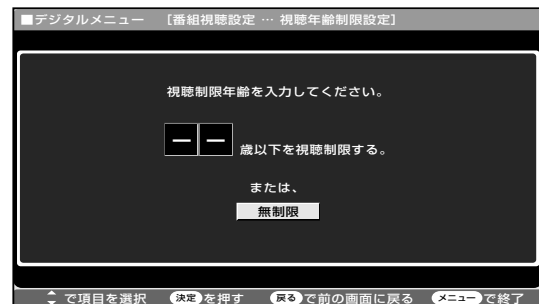 ■デジタルメニュー [番組視聴設定 … 視聴年齢制限設定]
視聴制限年齢を入力してください。
－－ 歳以下を視聴制限する。
または、
無制限
で項目を選択 決定を押す 戻るで前の画面に戻る メニューで終了